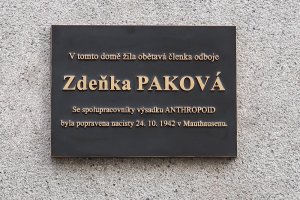 V tomto domě žila obětavá členka odboje
Zdeňka PAKOVÁ
Se spolupracovníky výsadku ANTHROPOID
byla popravena nacisty 24. 10. 1942 v Mauthausenu.